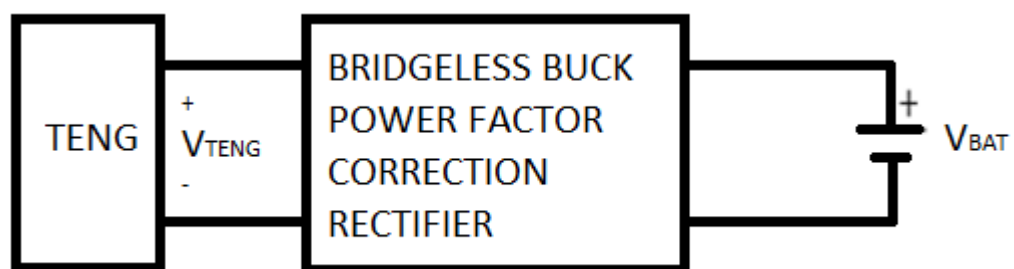 TENG
+
VTENG
-
BRIDGELESS BUCK
POWER FACTOR
CORRECTION
RECTIFIER
+
VBAT